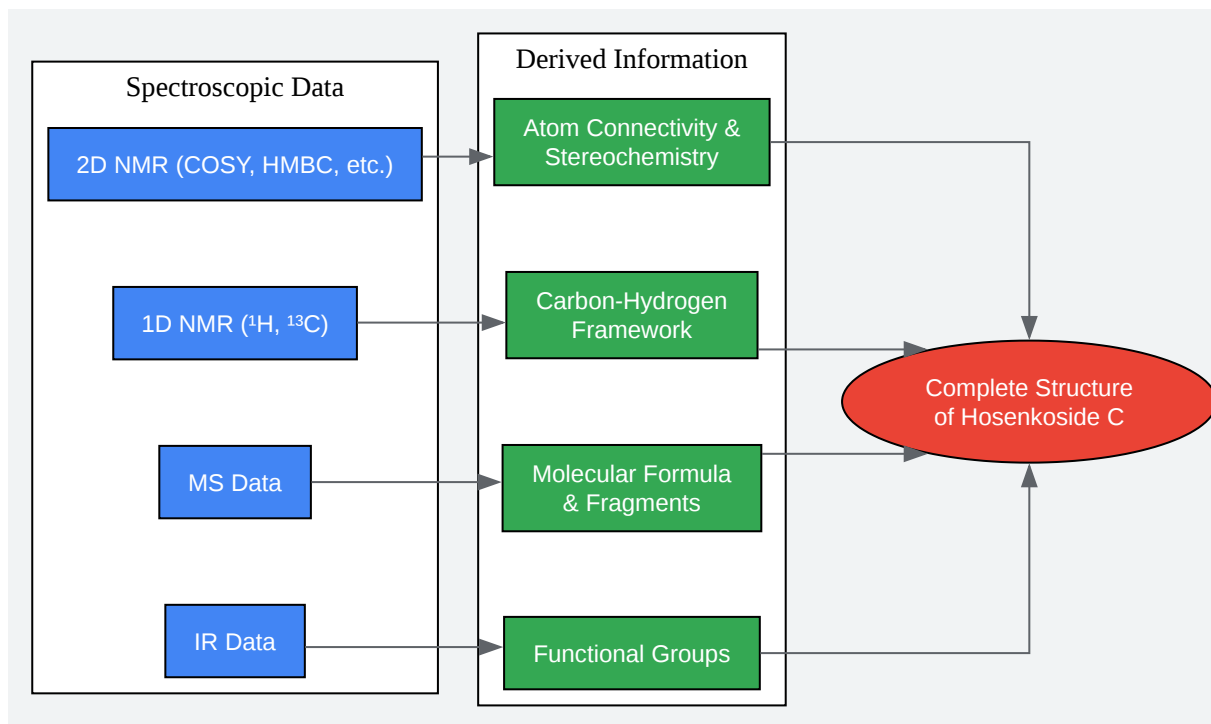 Spectroscopic Data
2D NMR (COSY, HMBC, etc.)
1D NMR (¹H, ¹³C)
MS Data
IR Data
Derived Information
Atom Connectivity &
Stereochemistry
Carbon-Hydrogen
Framework
Molecular Formula
& Fragments
Functional Groups
Complete Structure
of Hosenkoside C